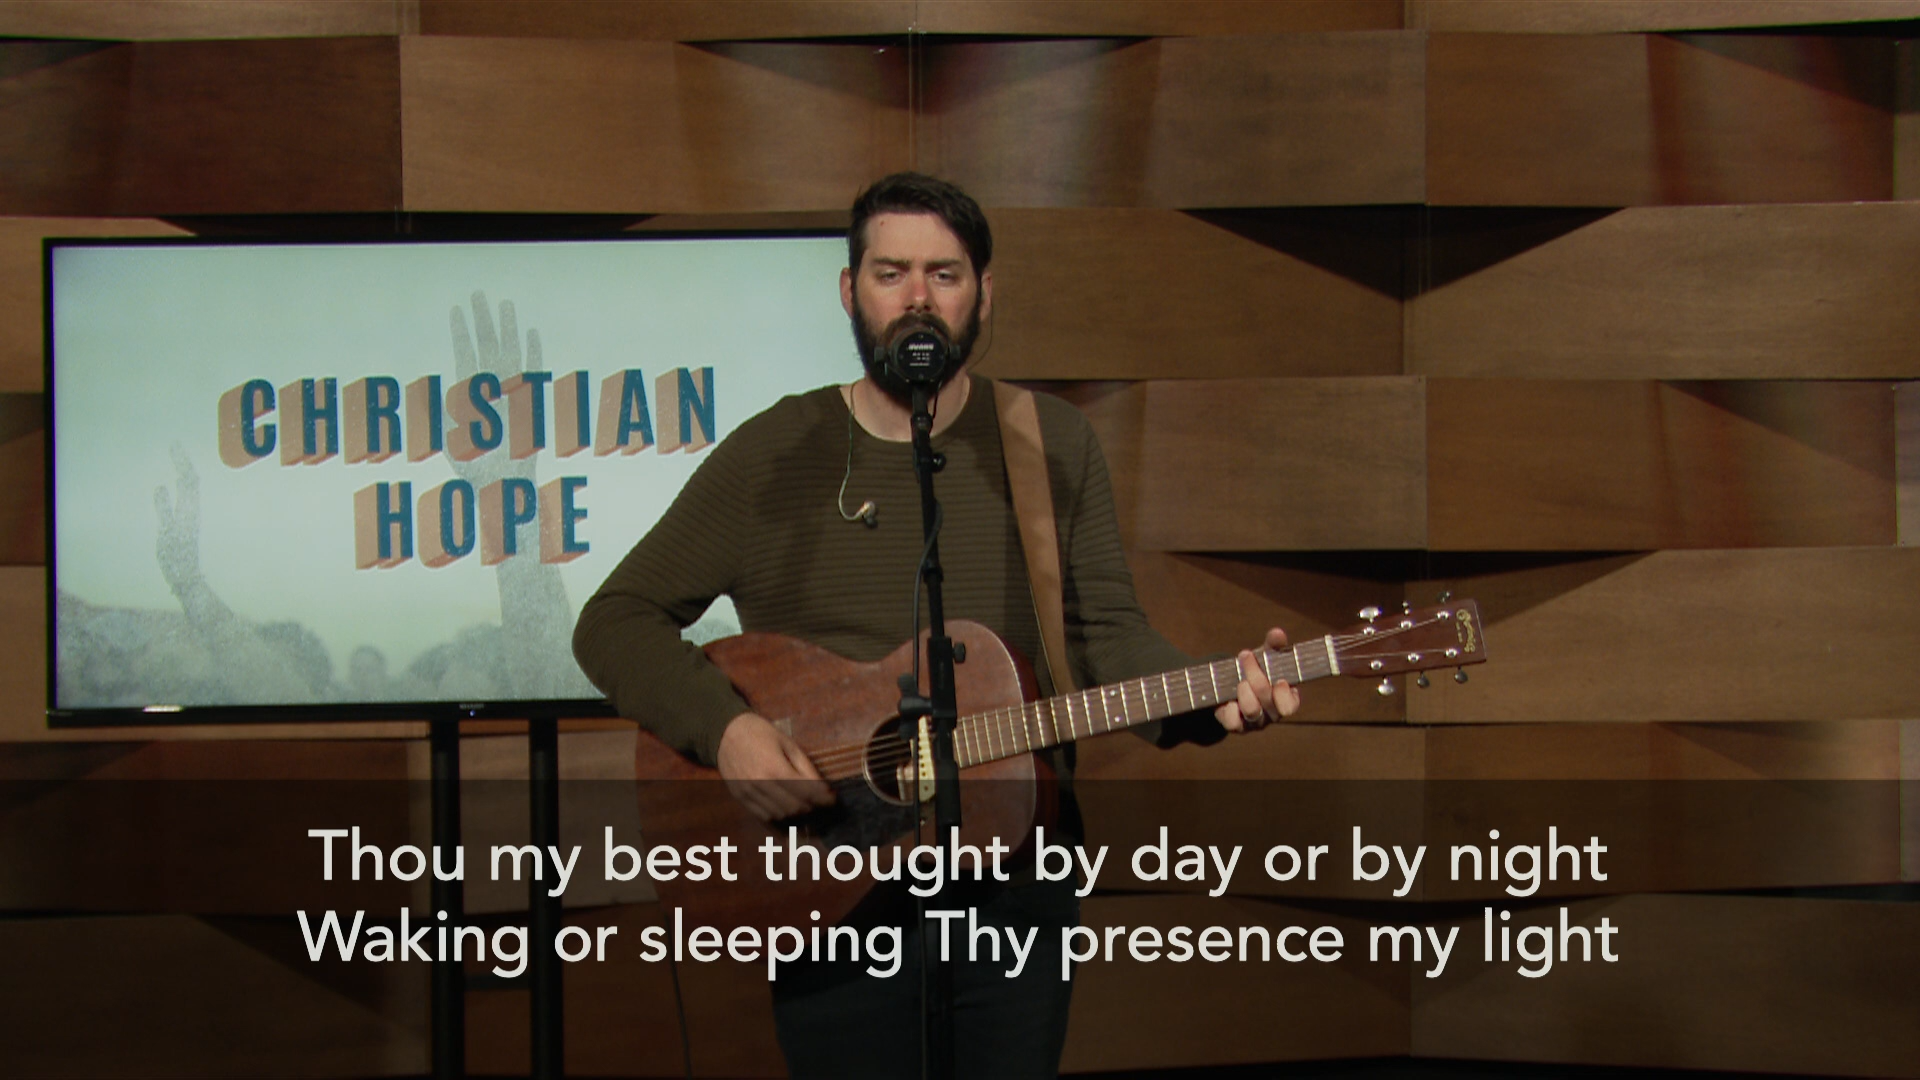 CHRISTIAN
HOPE
Thou my best thought by day or by night
Waking or sleeping Thy presence my light